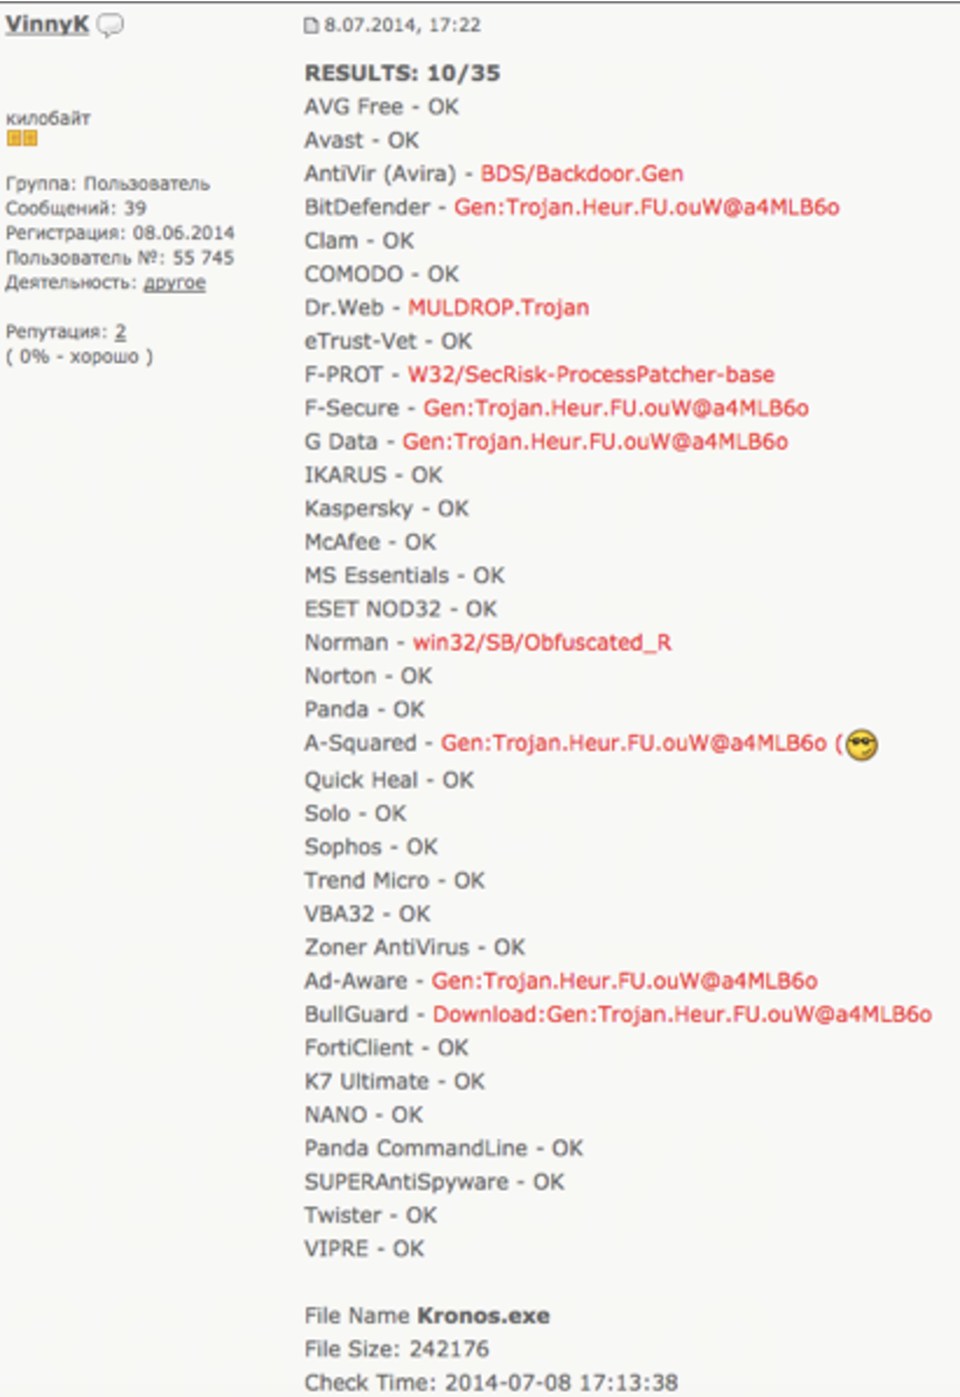 VinnyK
килобайт
Группа: Пользователь
Сообщений: 39
Регистрация: 08.06.2014
Пользователь №: 55 745
Деятельность: другое
Репутация: 2
( 0% - хорошо )
8.07.2014, 17:22
RESULTS: 10/35
AVG Free - OK
Avast - OK
AntiVir (Avira) - BDS/Backdoor.Gen
BitDefender - Gen:Trojan.Heur.FU.ouW@a4MLB6o
Clam - OK
COMODO - OK
Dr.Web - MULDROP.Trojan
eTrust-Vet - OK
F-PROT - W32/SecRisk-ProcessPatcher-base
F-Secure - Gen:Trojan.Heur.FU.ouW@a4MLB6o
G Data - Gen:Trojan.Heur.FU.ouW@a4MLB6o
IKARUS - OK
Kaspersky - OK
McAfee - OK
MS Essentials - OK
ESET NOD32 - OK
Norman - win32/SB/Obfuscated_R
Norton - OK
Panda - OK
A-Squared - Gen:Trojan.Heur.FU.ouW@a4MLB6o (
Quick Heal - OK
Solo - OK
Sophos - OK
Trend Micro - OK
VBA32 - OK
Zoner AntiVirus - OK
Ad-Aware - Gen:Trojan.Heur.FU.ouW@a4MLB6o
BullGuard - Download:Gen:Trojan.Heur.FU.ouW@a4MLB6o
FortiClient - OK
K7 Ultimate - OK
NANO - OK
Panda CommandLine - OK
SUPERAntiSpyware - OK
Twister - OK
VIPRE - OK
File Name Kronos.exe
File Size: 242176
Check Time: 2014-07-08 17:13:38